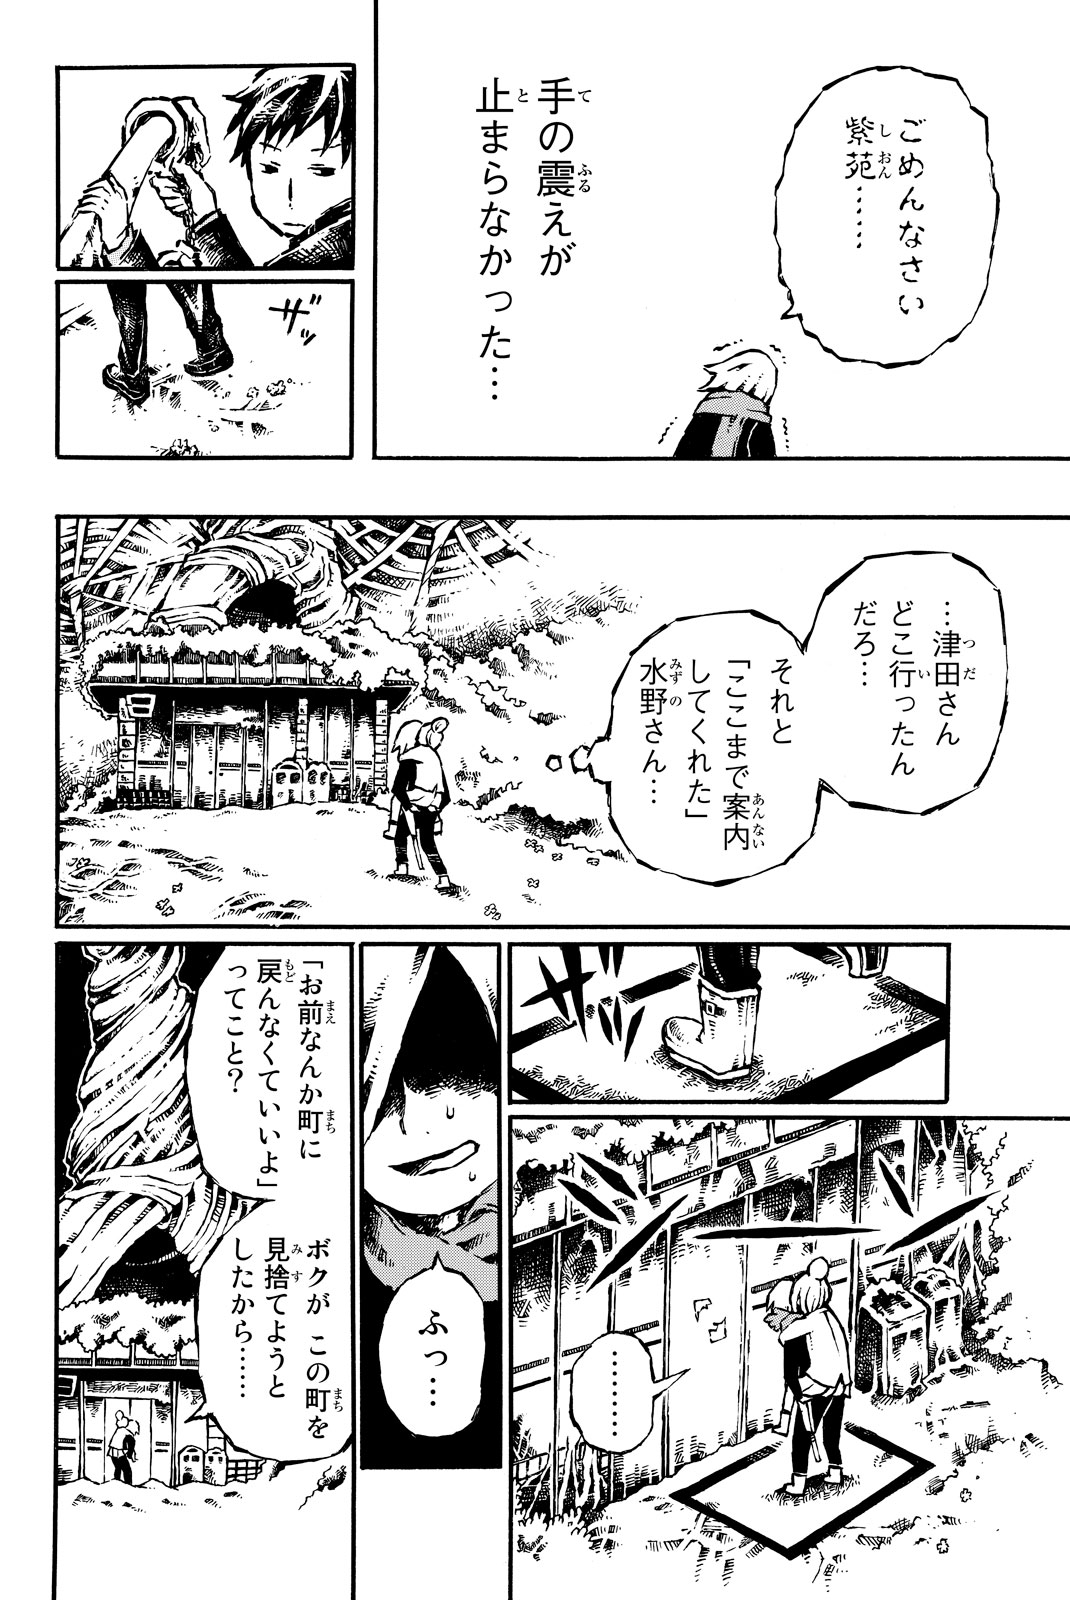 ごめんなさい
紫苑……
手の震えが
止まらなかった…
ザッ
…津田さん
どこ行ったん
だろ…
それと
「ここまで案内
してくれた」
水野さん…
………
ふっ…
「お前なんか町に
戻んなくていいよ」
ってこと？
ボクが この町を
見捨てようと
したから……